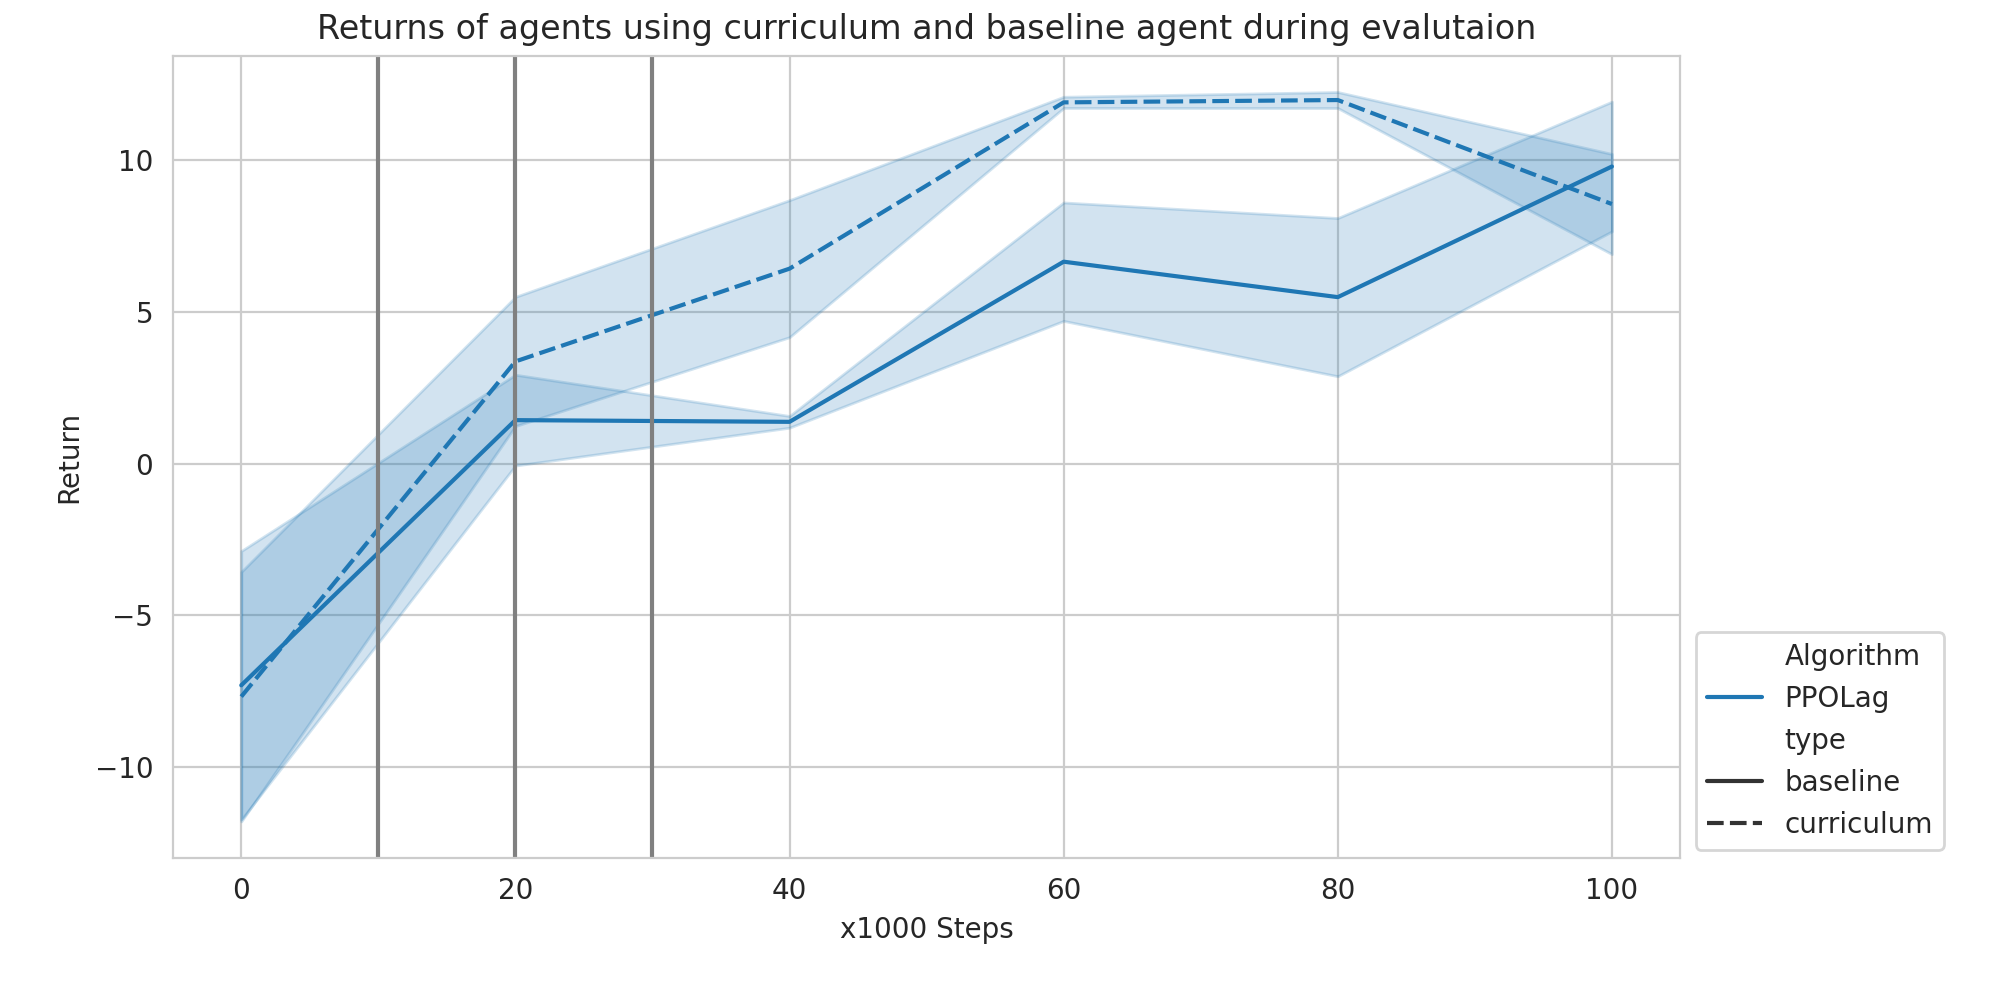 Returns of agents using curriculum and baseline agent during evalutaion
10
5
0
−5
−10
Return
0 20 40 60 80 100
x1000 Steps
Algorithm
PPOLag
type
baseline
curriculum